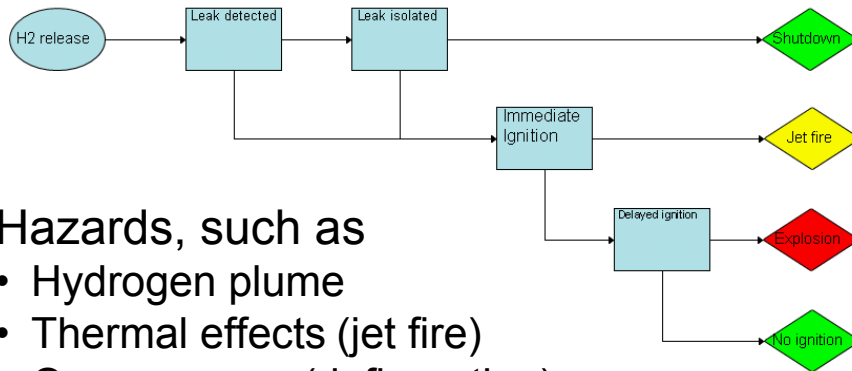 H2 release
Leak detected
Leak isolated
Shutdown
Immediate
Ignition
Jet fire
Delayed ignition
Explosion
No ignition
Hazards, such as
• Hydrogen plume
• Thermal effects (jet fire)